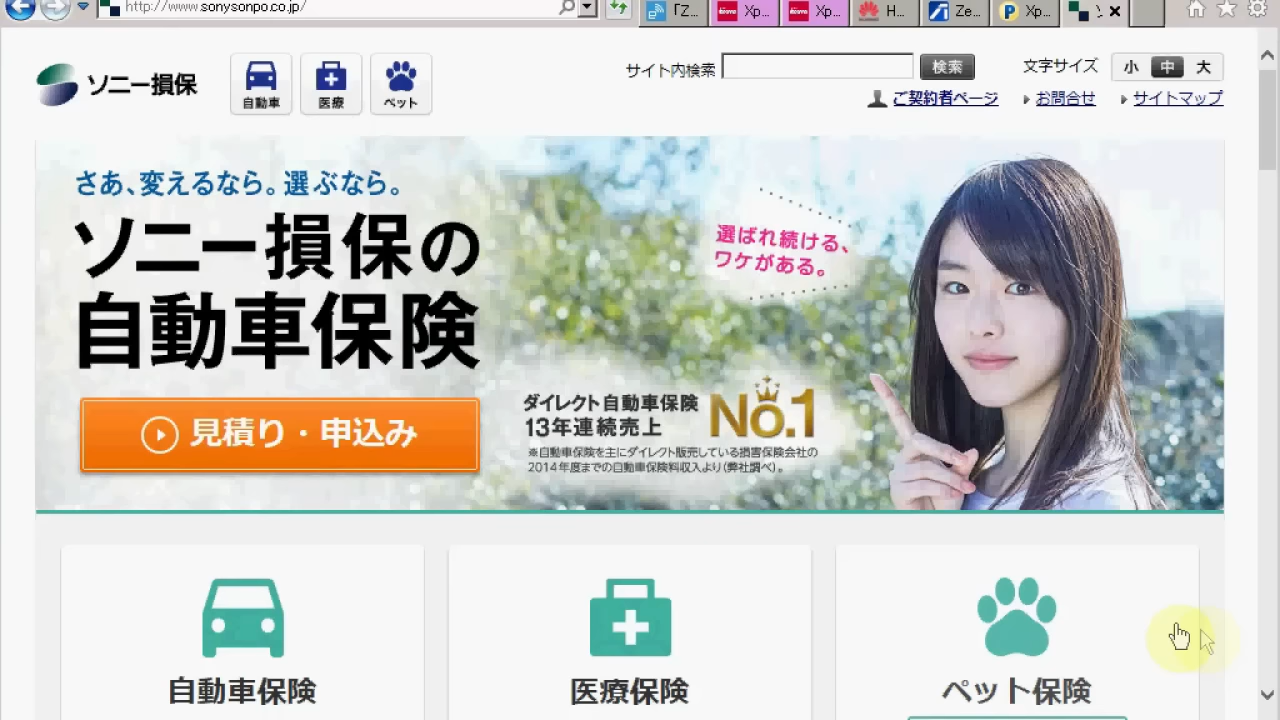 http://www.sonysonpo.co.jp/
「Z...
Xp...
Xp...
H...
Ze...
Xp...
ソニー損保
自動車
医療
ペット
サイト内検索
検索
文字サイズ
小
中
大
ご契約者ページ
お問合せ
サイトマップ
さあ、変えるなら。選ぶなら。
ソニー損保の
自動車保険
選ばれ続ける、
ワケがある。
見積り・申込み
ダイレクト自動車保険
13年連続売上
No.1
※自動車保険を主にダイレクト販売している損害保険会社の
2014年度までの自動車保険料収入より(弊社調べ)。
自動車保険
医療保険
ペット保険